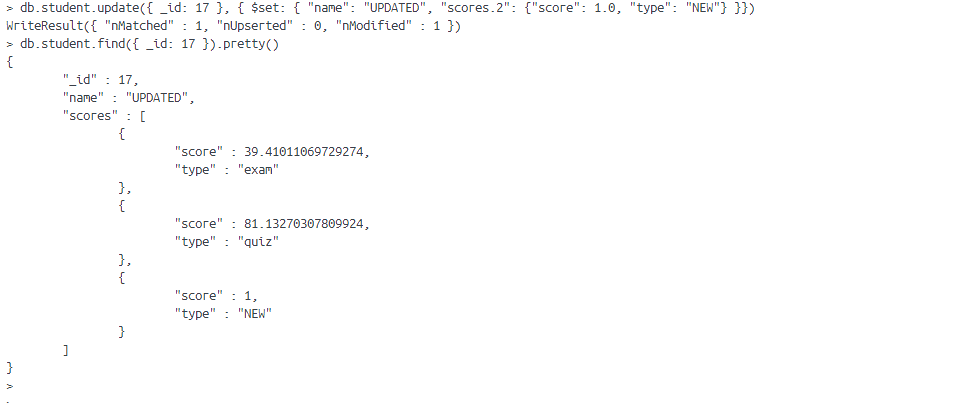 > db.student.update({ _id: 17 }, { $set: { "name": "UPDATED", "scores.2": {"score": 1.0, "type": "NEW"} }})
WriteResult({ "nMatched" : 1, "nUpserted" : 0, "nModified" : 1 })
> db.student.find({ _id: 17 }).pretty()
{
        "_id" : 17,
        "name" : "UPDATED",
        "scores" : [
                {
                        "score" : 39.41011069729274,
                        "type" : "exam"
                },
                {
                        "score" : 81.13270307809924,
                        "type" : "quiz"
                },
                {
                        "score" : 1,
                        "type" : "NEW"
                }
        ]
}
>